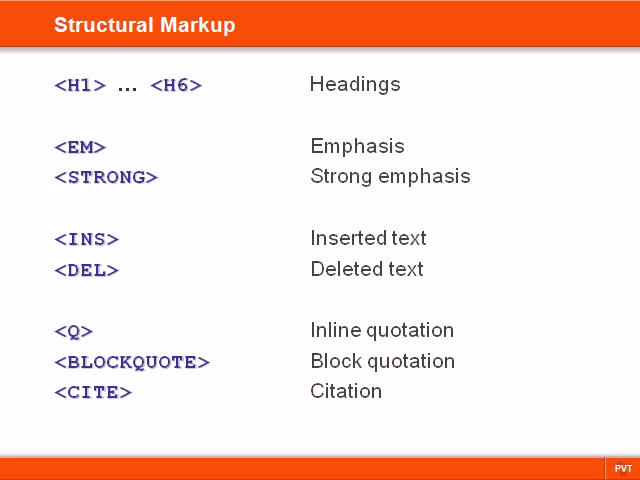 Structural Markup
<H1> ... <H6> Headings
<EM> Emphasis
<STRONG> Strong emphasis
<INS> Inserted text
<DEL> Deleted text
<Q> Inline quotation
<BLOCKQUOTE> Block quotation
<CITE> Citation
PVT